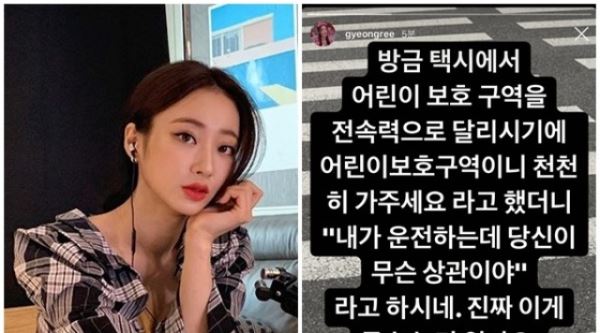 gyeongree 5분
방금 택시에서
어린이 보호 구역을
전속력으로 달리시기에
어린이보호구역이니 천천
히 가주세요 라고 했더니
"내가 운전하는데 당신이
무슨 상관이야"
라고 하시네. 진짜 이게